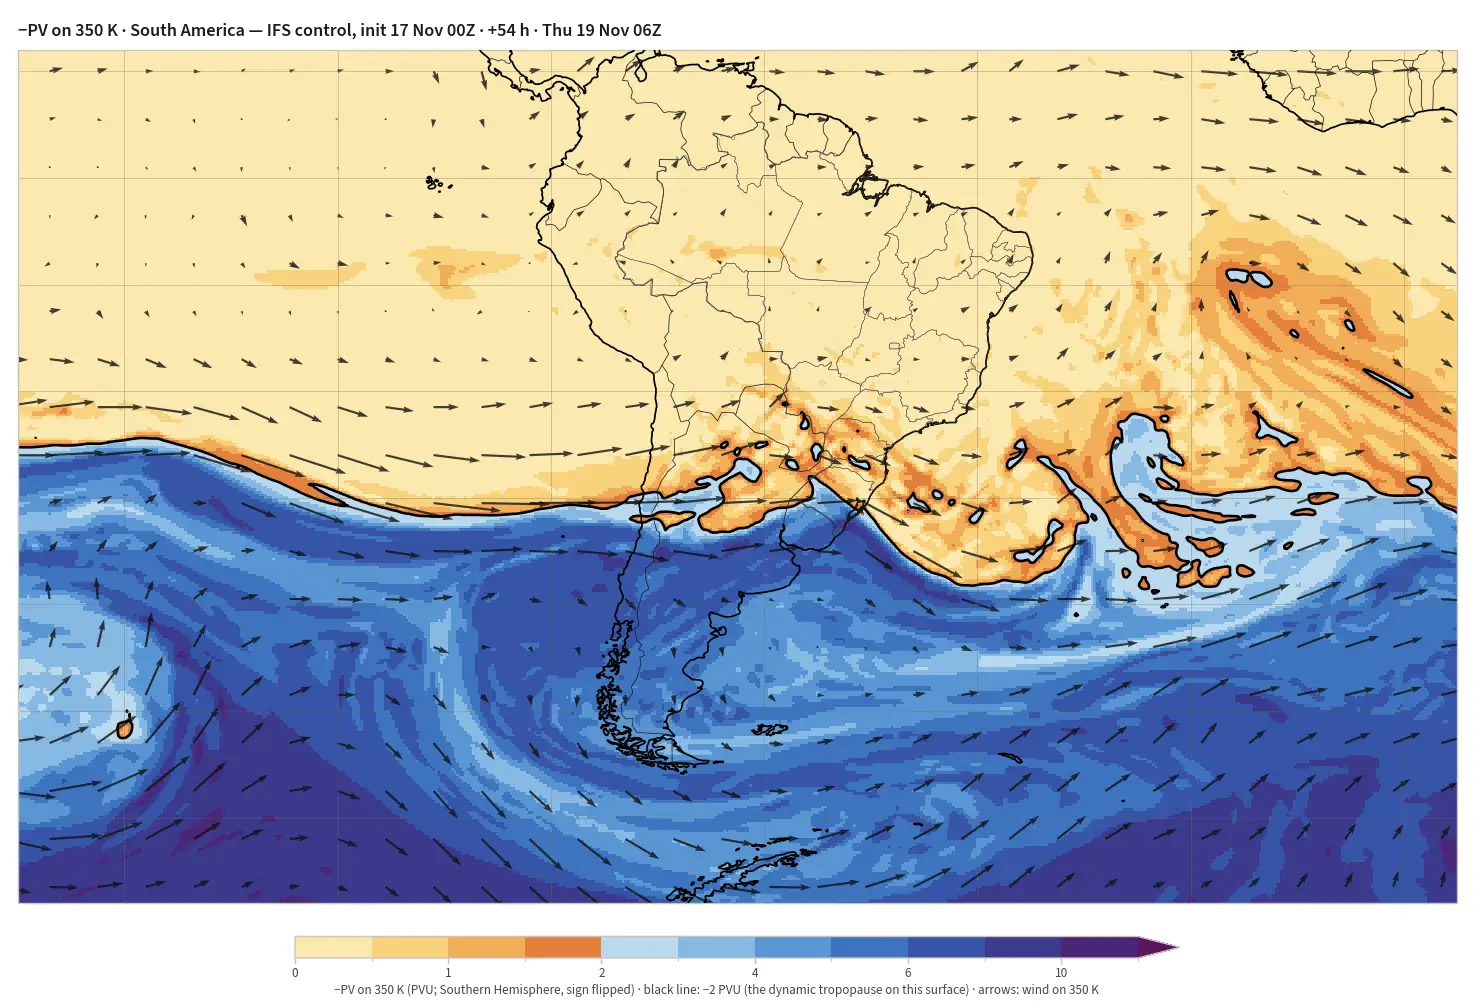 −PV on 350 K · South America — IFS control, init 17 Nov 00Z · +54 h · Thu 19 Nov 06Z
0 1 2 4 6 10
−PV on 350 K (PVU; Southern Hemisphere, sign flipped) · black line: −2 PVU (the dynamic tropopause on this surface) · arrows: wind on 350 K